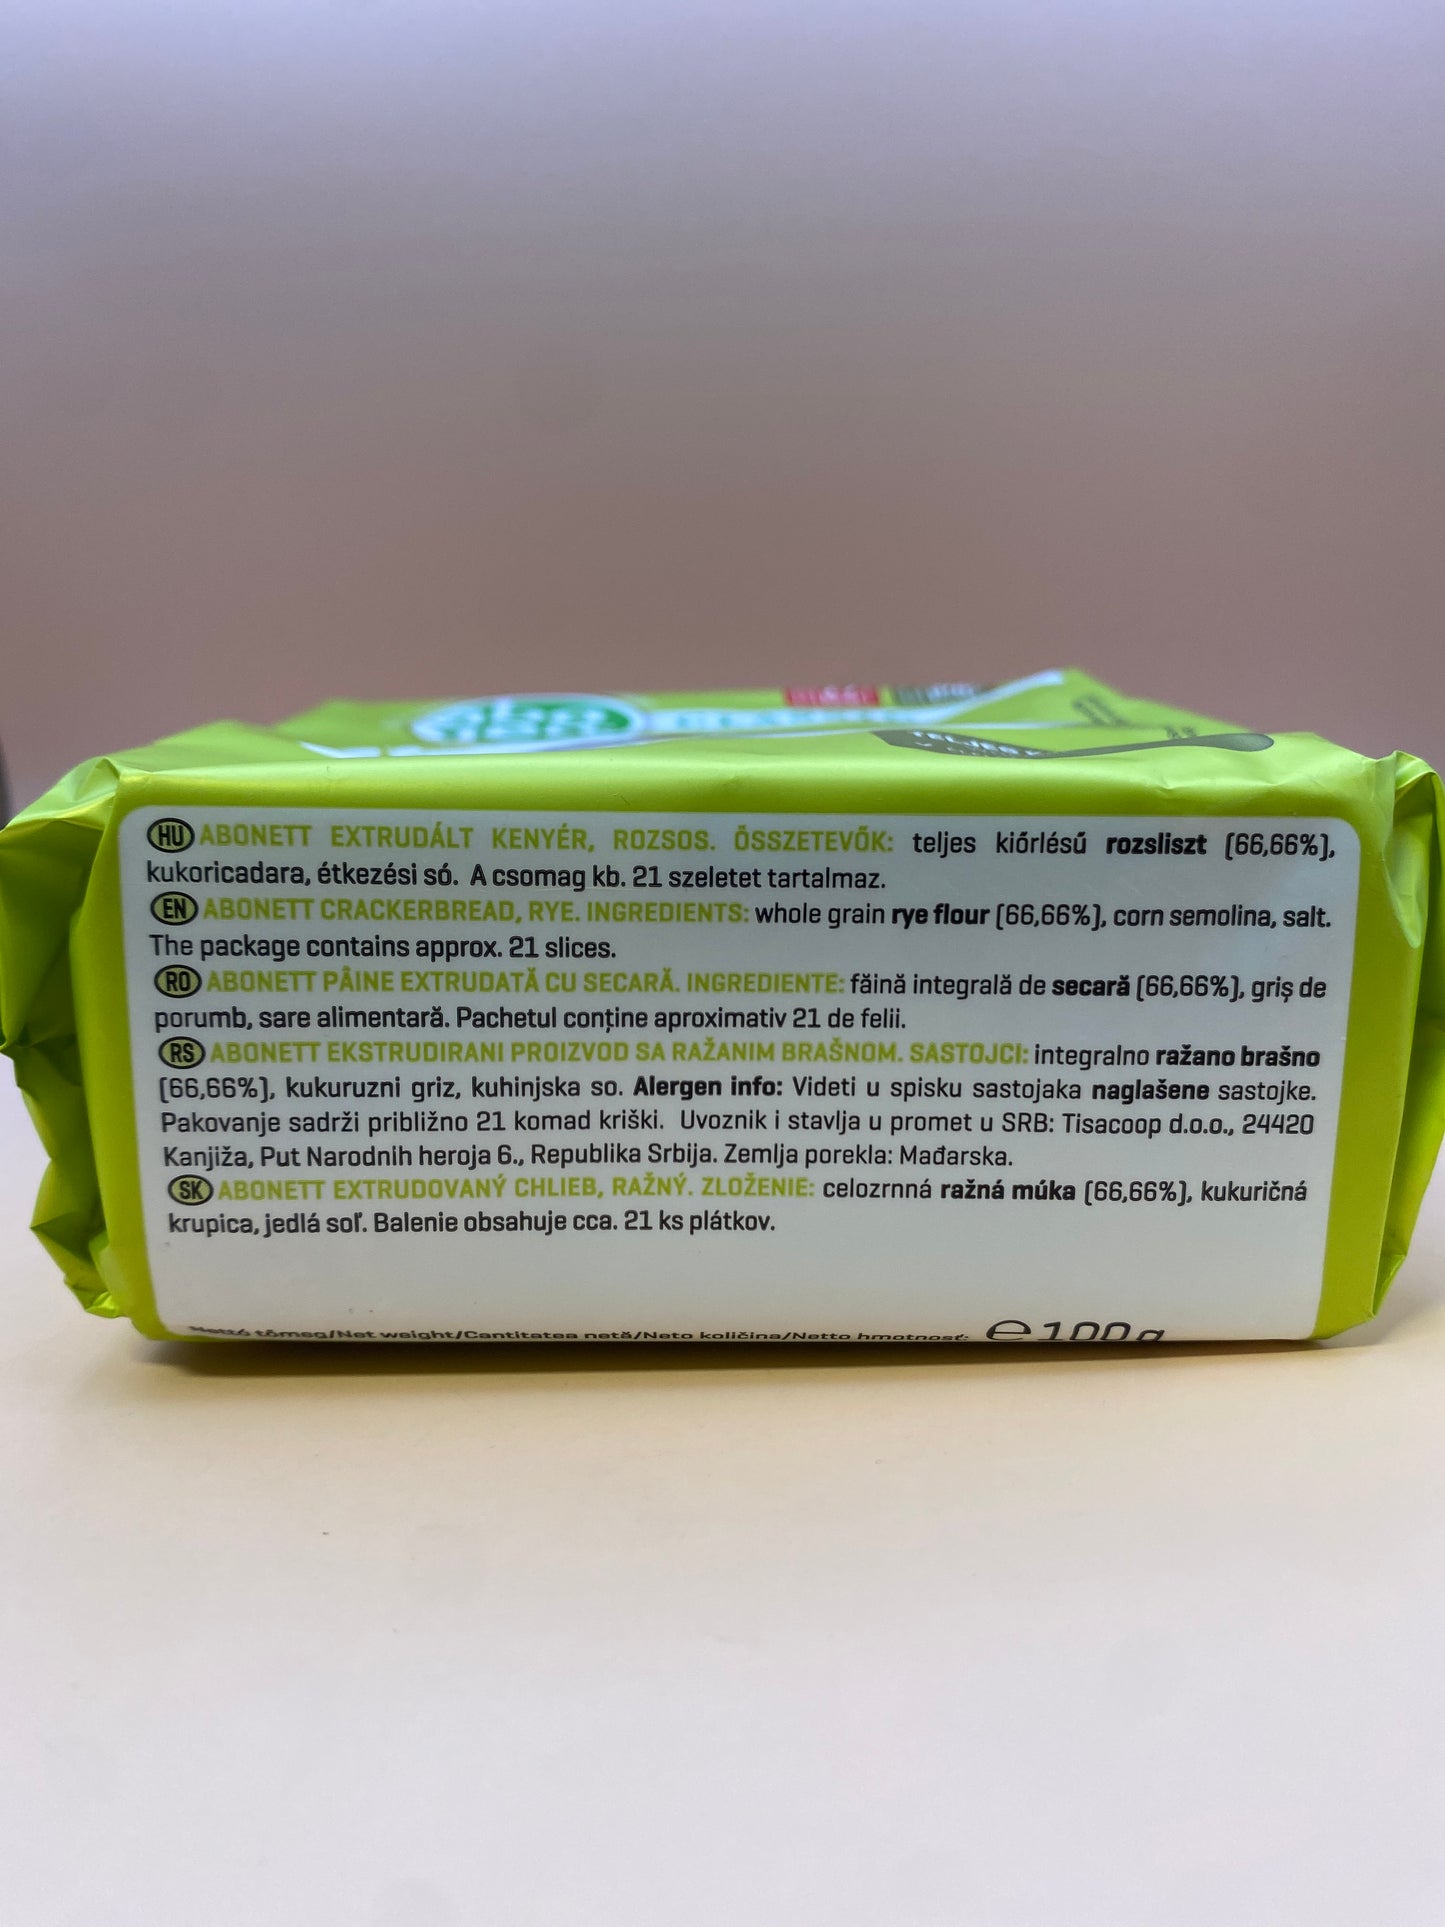 HU ABONETT EXTRUDÁLT KENYÉR, ROZSOS. ÖSSZETEVŐK: teljes kiőrlésű rozsliszt (66,66%),
kukoricadara, étkezési só. A csomag kb. 21 szeletet tartalmaz.
EN ABONETT CRACKERBREAD, RYE. INGREDIENTS: whole grain rye flour (66,66%), corn semolina, salt.
The package contains approx. 21 slices.
RO ABONETT PÂINE EXTRUDATĂ CU SECARĂ. INGREDIENTE: făină integrală de secară (66,66%), griș de
porumb, sare alimentară. Pachetul conține aproximativ 21 de felii.
RS ABONETT EKSTRUDIRANI PROIZVOD SA RAŽANIM BRAŠNOM. SASTOJCI: integralno ražano brašno
(66,66%), kukuruzni griz, kuhinjska so. Alergen info: Videti u spisku sastojaka naglašene sastojke.
Pakovanje sadrži približno 21 komad kriški. Uvoznik i stavlja u promet u SRB: Tisacoop d.o.o., 24420
Kanjiža, Put Narodnih heroja 6., Republika Srbija. Zemlja porekla: Mađarska.
SK ABONETT EXTRUDOVANÝ CHLIEB, RAŽNÝ. ZLOŽENIE: celozrnná ražná múka (66,66%), kukuričná
krupica, jedlá soľ. Balenie obsahuje cca. 21 ks plátkov.
Nettó tömeg/Net weight/Cantitatea netă/Neto količina/Netto hmotnosť: ℮ 100 g